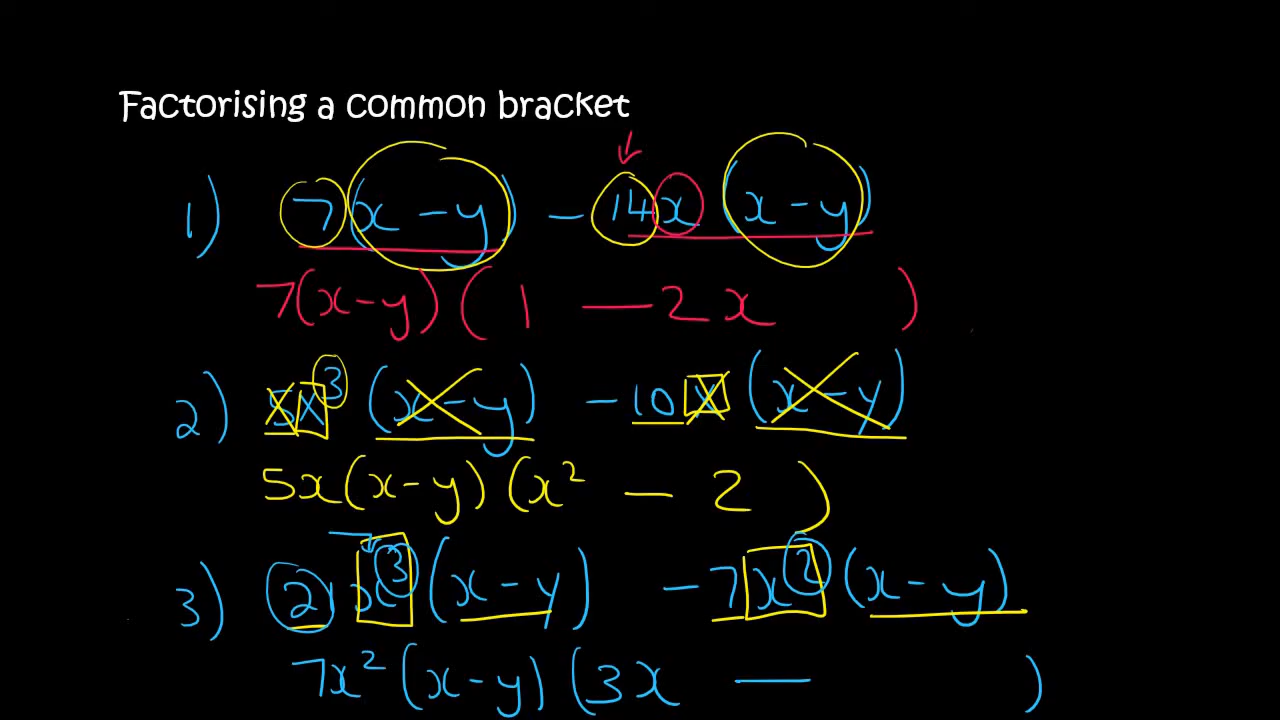 Factorising a common bracket
1) 7(x - y) - 14x (x - y)
7(x-y) (1 - 2x )
2) 5x³ (x - y) - 10x (x - y)
5x(x-y) (x² - 2 )
3) 21x³ (x - y) - 7x² (x - y)
7x² (x-y) (3x - )